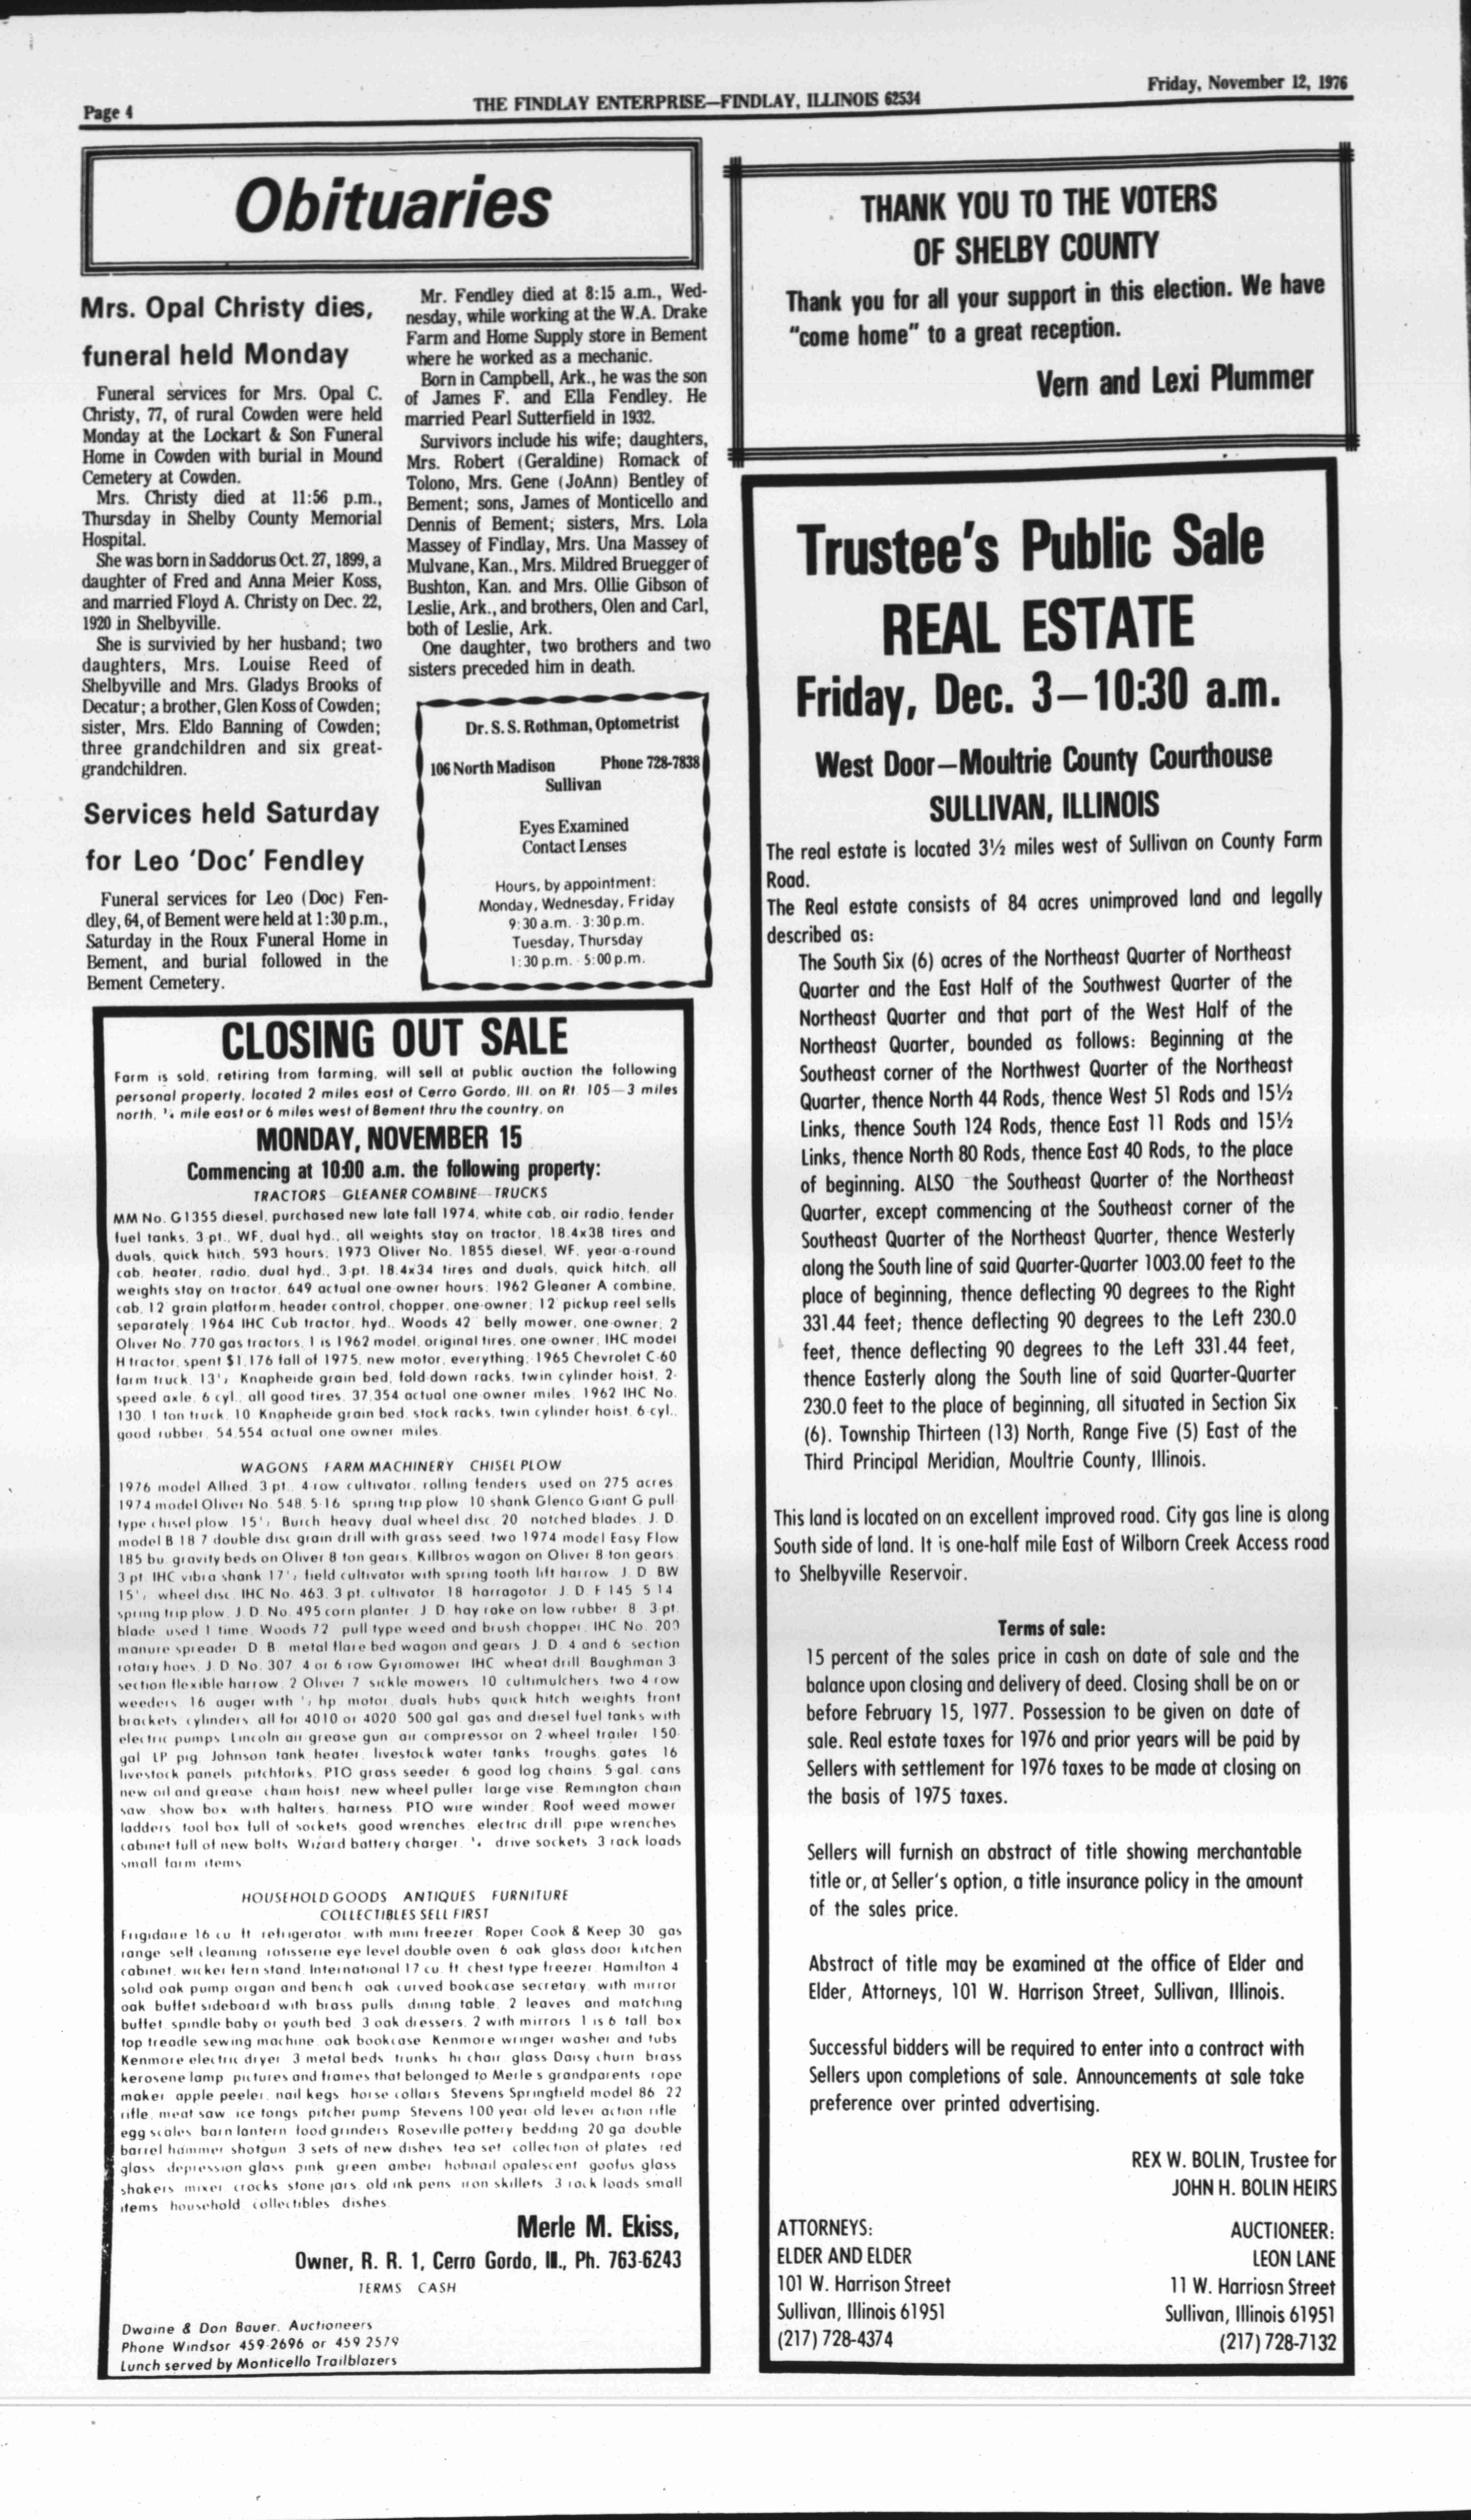 Page 4
THE FINDLAY ENTERPRISE—FINDLAY, ILLINOIS 62534
Friday, November 12, 1976
Obituaries
Mrs. Opal Christy dies,
funeral held Monday
Funeral services for Mrs. Opal C.
Christy, 77, of rural Cowden were held
Monday at the Lockart & Son Funeral
Home in Cowden with burial in Mound
Cemetery at Cowden.
Mrs. Christy died at 11:56 p.m.,
Thursday in Shelby County Memorial
Hospital.
She was born in Saddorus Oct. 27, 1899, a
daughter of Fred and Anna Meier Koss,
and married Floyd A. Christy on Dec. 22,
1920 in Shelbyville.
She is survivied by her husband; two
daughters, Mrs. Louise Reed of
Shelbyville and Mrs. Gladys Brooks of
Decatur; a brother, Glen Koss of Cowden;
sister, Mrs. Eldo Banning of Cowden;
three grandchildren and six great-
grandchildren.
Services held Saturday
for Leo 'Doc' Fendley
Funeral services for Leo (Doc) Fen-
dley, 64, of Bement were held at 1:30 p.m.,
Saturday in the Roux Funeral Home in
Bement, and burial followed in the
Bement Cemetery.
Mr. Fendley died at 8:15 a.m., Wed-
nesday, while working at the W.A. Drake
Farm and Home Supply store in Bement
where he worked as a mechanic.
Born in Campbell, Ark., he was the son
of James F. and Ella Fendley. He
married Pearl Sutterfield in 1932.
Survivors include his wife; daughters,
Mrs. Robert (Geraldine) Romack of
Tolono, Mrs. Gene (JoAnn) Bentley of
Bement; sons, James of Monticello and
Dennis of Bement; sisters, Mrs. Lola
Massey of Findlay, Mrs. Una Massey of
Mulvane, Kan., Mrs. Mildred Bruegger of
Bushton, Kan. and Mrs. Ollie Gibson of
Leslie, Ark., and brothers, Olen and Carl,
both of Leslie, Ark.
One daughter, two brothers and two
sisters preceded him in death.
Dr. S. S. Rothman, Optometrist
106 North Madison Phone 728-7838
Sullivan
Eyes Examined
Contact Lenses
Hours, by appointment:
Monday, Wednesday, Friday
9:30 a.m. - 3:30 p.m.
Tuesday, Thursday
1:30 p.m. - 5:00 p.m.
CLOSING OUT SALE
Farm is sold, retiring from farming, will sell at public auction the following
personal property, located 2 miles east of Cerro Gordo, Ill. on Rt. 105—3 miles
north, ¼ mile east or 6 miles west of Bement thru the country, on
MONDAY, NOVEMBER 15
Commencing at 10:00 a.m. the following property:
TRACTORS—GLEANER COMBINE—TRUCKS
MM No. G1355 diesel, purchased new late fall 1974, white cab, air radio, fender
fuel tanks, 3-pt., WF, dual hyd., all weights stay on tractor, 18.4x38 tires and
duals, quick hitch, 593 hours; 1973 Oliver No. 1855 diesel, WF, year-a-round
cab, heater, radio, dual hyd., 3-pt. 18.4x34 tires and duals, quick hitch, all
weights stay on tractor, 649 actual one-owner hours; 1962 Gleaner A combine,
cab, 12 grain platform, header control, chopper, one-owner; 12' pickup reel sells
separately; 1964 IHC Cub tractor, hyd., Woods 42" belly mower, one-owner; 2
Oliver No. 770 gas tractors, 1 is 1962 model, original tires, one owner; IHC model
H tractor, spent $1,176 fall of 1975, new motor, everything; 1965 Chevrolet C-60
farm truck, 13½ Knapheide grain bed, fold-down racks, twin cylinder hoist, 2-
speed axle, 6 cyl., all good tires, 37,354 actual one owner miles, 1962 IHC No.
130, 1 ton truck, 10 Knapheide grain bed, stock racks, twin cylinder hoist, 6-cyl.,
good rubber, 54,554 actual one owner miles.
WAGONS FARM MACHINERY CHISEL PLOW
1976 model Allied, 3 pt., 4 row cultivator, rolling fenders, used on 275 acres
1974 model Oliver No. 548, 5-16 spring trip plow 10 shank Glenco Giant G pull
type chisel plow 15½ Burch heavy dual wheel disc 20 notched blades, J. D.
model B 18 7 double disc grain drill with grass seed, two 1974 model Easy Flow
185 bu. gravity beds on Oliver 8 ton gears, Killbros wagon on Oliver 8 ton gears
3 pt. IHC vibra shank 17½ field cultivator with spring tooth lift harrow J. D. BW
15½ wheel disc, IHC No. 463, 3 pt. cultivator, 18 harragator J. D. F 145 5 14
spring trip plow, J. D. No. 495 corn planter, J. D. hay rake on low rubber, 8 3 pt.
blade used 1 time, Woods 72 pull type weed and brush chopper, IHC No. 200
manure spreader, D. B. metal flare bed wagon and gears J. D. 4 and 6 section
rotary hoes, J. D. No. 307, 4 or 6 row Gyromower IHC wheat drill Baughman 3
section flexible harrow, 2 Oliver 7 sickle mowers, 10 cultimulchers, two 4 row
weeders, 16 auger with ½ hp. motor, duals, hubs quick hitch weights front
brackets cylinders all for 4010 or 4020, 500 gal. gas and diesel fuel tanks with
electric pumps Lincoln air grease gun, air compressor on 2-wheel trailer, 150-
gal LP pig Johnson tank heater, livestock water tanks, troughs, gates 16
livestock panels pitchforks, PTO grass seeder, 6 good log chains, 5-gal. cans
new oil and grease chain hoist, new wheel puller large vise, Remington chain
saw, show box with halters, harness, PTO wire winder, Roof weed mower
ladders tool box full of sockets, good wrenches, electric drill, pipe wrenches
cabinet full of new bolts Wizard battery charger, ¾ drive sockets, 3 rack loads
small farm items
HOUSEHOLD GOODS ANTIQUES FURNITURE
COLLECTIBLES SELL FIRST
Frigidaire 16 cu. ft. refrigerator, with mini freezer, Roper Cook & Keep 30 gas
range self cleaning rotisserie eye level double oven 6 oak glass door kitchen
cabinet, wicker fern stand, International 17 cu. ft. chest type freezer, Hamilton 4
solid oak pump organ and bench oak curved bookcase secretary, with mirror
oak buffet sideboard with brass pulls dining table, 2 leaves and matching
buffet, spindle baby or youth bed, 3 oak dressers, 2 with mirrors 1 is 6 tall, box
top treadle sewing machine, oak bookcase Kenmore wringer washer and tubs
Kenmore electric dryer, 3 metal beds trunks hi chair, glass Daisy churn brass
kerosene lamp pictures and frames that belonged to Merle s grandparents rope
maker apple peeler, nail kegs horse collars Stevens Springfield model 86 22
rifle, meat saw ice tongs pitcher pump Stevens 100 year old lever action rifle
egg scales barn lantern food grinders Roseville pottery bedding 20 ga. double
barrel hammer shotgun, 3 sets of new dishes tea set collection of plates red
glass depression glass pink green amber hobnail opalescent goofus glass
shakers mixer crocks stone jars, old ink pens iron skillets 3 rack loads small
items household collectibles dishes
Merle M. Ekiss,
Owner, R. R. 1, Cerro Gordo, Ill., Ph. 763-6243
TERMS CASH
Dwaine & Don Bauer, Auctioneers
Phone Windsor 459-2696 or 459 2579
Lunch served by Monticello Trailblazers
THANK YOU TO THE VOTERS
OF SHELBY COUNTY
Thank you for all your support in this election. We have
"come home" to a great reception.
Vern and Lexi Plummer
Trustee's Public Sale
REAL ESTATE
Friday, Dec. 3—10:30 a.m.
West Door—Moultrie County Courthouse
SULLIVAN, ILLINOIS
The real estate is located 3½ miles west of Sullivan on County Farm
Road.
The Real estate consists of 84 acres unimproved land and legally
described as:
The South Six (6) acres of the Northeast Quarter of Northeast
Quarter and the East Half of the Southwest Quarter of the
Northeast Quarter and that part of the West Half of the
Northeast Quarter, bounded as follows: Beginning at the
Southeast corner of the Northwest Quarter of the Northeast
Quarter, thence North 44 Rods, thence West 51 Rods and 15½
Links, thence South 124 Rods, thence East 11 Rods and 15½
Links, thence North 80 Rods, thence East 40 Rods, to the place
of beginning. ALSO the Southeast Quarter of the Northeast
Quarter, except commencing at the Southeast corner of the
Southeast Quarter of the Northeast Quarter, thence Westerly
along the South line of said Quarter-Quarter 1003.00 feet to the
place of beginning, thence deflecting 90 degrees to the Right
331.44 feet; thence deflecting 90 degrees to the Left 230.0
feet, thence deflecting 90 degrees to the Left 331.44 feet,
thence Easterly along the South line of said Quarter-Quarter
230.0 feet to the place of beginning, all situated in Section Six
(6). Township Thirteen (13) North, Range Five (5) East of the
Third Principal Meridian, Moultrie County, Illinois.
This land is located on an excellent improved road. City gas line is along
South side of land. It is one-half mile East of Wilborn Creek Access road
to Shelbyville Reservoir.
Terms of sale:
15 percent of the sales price in cash on date of sale and the
balance upon closing and delivery of deed. Closing shall be on or
before February 15, 1977. Possession to be given on date of
sale. Real estate taxes for 1976 and prior years will be paid by
Sellers with settlement for 1976 taxes to be made at closing on
the basis of 1975 taxes.
Sellers will furnish an abstract of title showing merchantable
title or, at Seller's option, a title insurance policy in the amount
of the sales price.
Abstract of title may be examined at the office of Elder and
Elder, Attorneys, 101 W. Harrison Street, Sullivan, Illinois.
Successful bidders will be required to enter into a contract with
Sellers upon completions of sale. Announcements at sale take
preference over printed advertising.
REX W. BOLIN, Trustee for
JOHN H. BOLIN HEIRS
ATTORNEYS:
ELDER AND ELDER
101 W. Harrison Street
Sullivan, Illinois 61951
(217) 728-4374
AUCTIONEER:
LEON LANE
11 W. Harriosn Street
Sullivan, Illinois 61951
(217) 728-7132